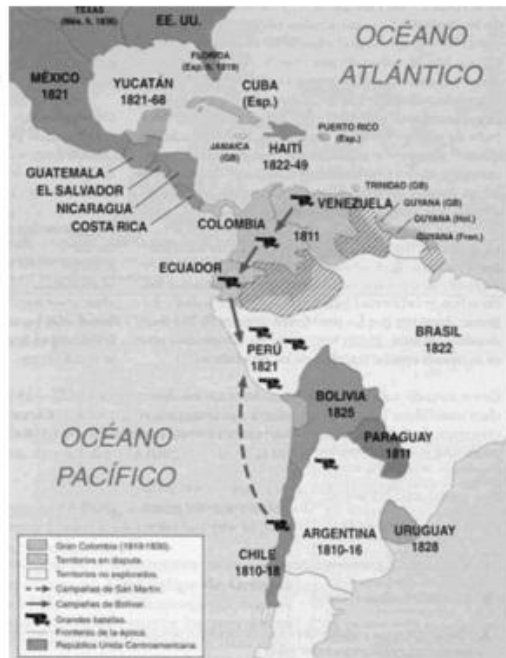 TEXAS
(Méx. h. 1836)
EE. UU.
FLORIDA
(Esp. h. 1819)
OCÉANO
ATLÁNTICO
MÉXICO
1821
YUCATÁN
1821-68
CUBA
(Esp.)
JAMAICA
(GB)
HAITÍ
1822-49
PUERTO RICO
(Esp.)
GUATEMALA
EL SALVADOR
NICARAGUA
COSTA RICA
TRINIDAD (GB)
VENEZUELA
1811
GUYANA (GB)
GUYANA (Hol.)
GUYANA (Fran.)
COLOMBIA
ECUADOR
BRASIL
1822
PERÚ
1821
BOLIVIA
1825
PARAGUAY
1811
OCÉANO
PACÍFICO
ARGENTINA
1810-16
URUGUAY
1828
CHILE
1810-18
Gran Colombia (1819-1830).
Territorios en disputa.
Territorios no explorados.
Campañas de San Martín.
Campañas de Bolívar.
Grandes batallas.
Fronteras de la época.
República Unida Centroamericana.